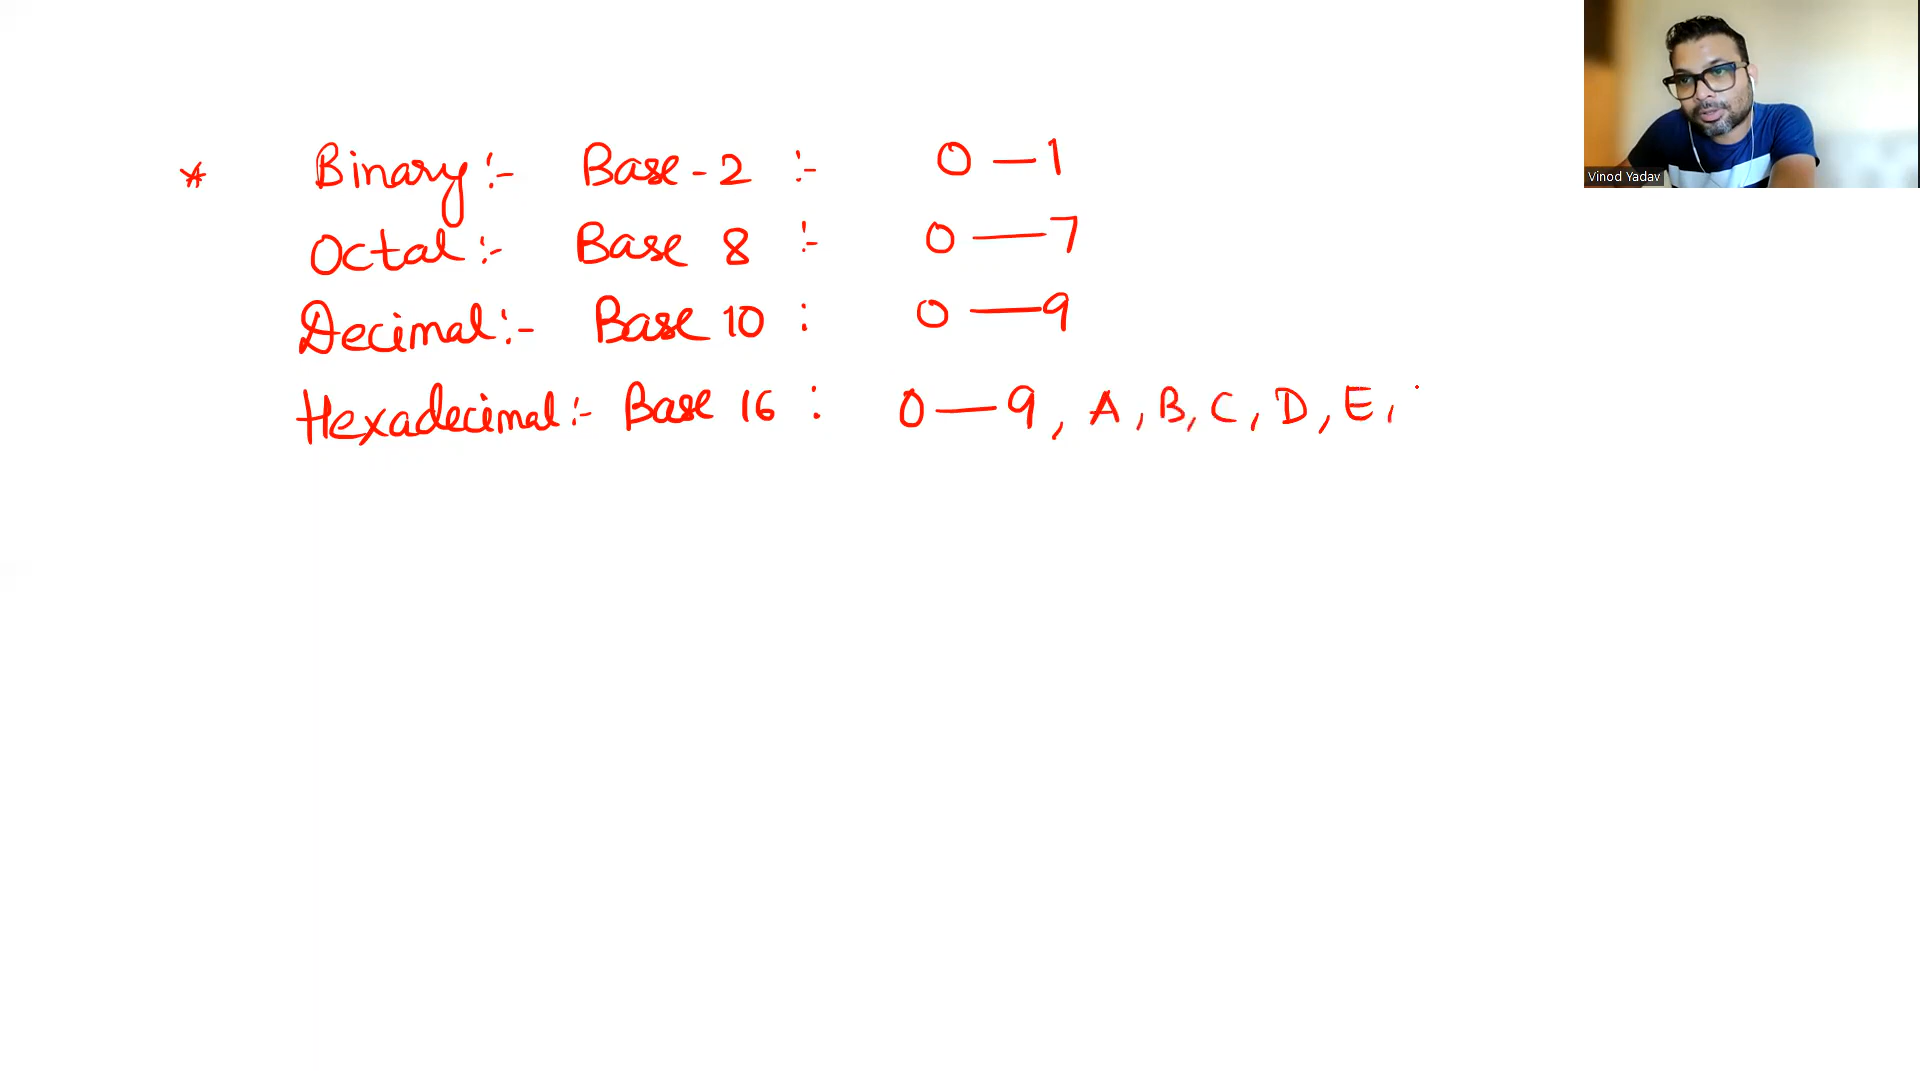 * Binary:- Base-2 :- 0 — 1
Octal:- Base 8 :- 0 — 7
Decimal:- Base 10 : 0 — 9
Hexadecimal:- Base 16 : 0 — 9, A, B, C, D, E,
Vinod Yadav